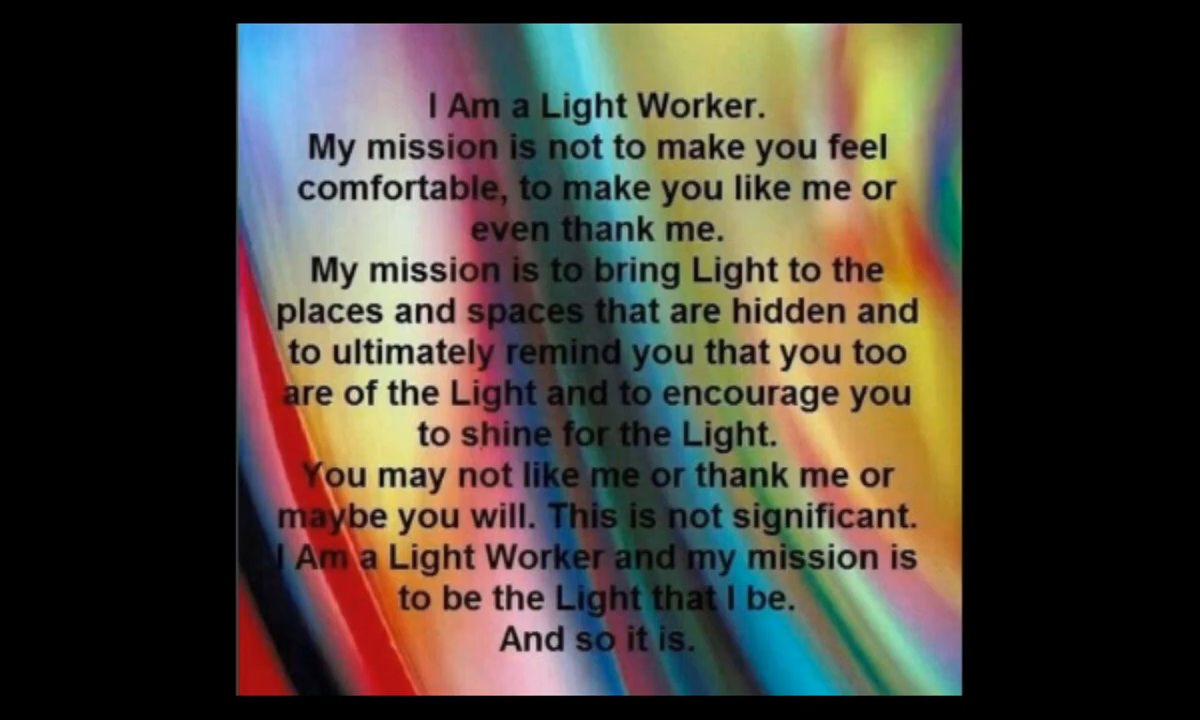 I Am a Light Worker.
My mission is not to make you feel
comfortable, to make you like me or
even thank me.
My mission is to bring Light to the
places and spaces that are hidden and
to ultimately remind you that you too
are of the Light and to encourage you
to shine for the Light.
You may not like me or thank me or
maybe you will. This is not significant.
I Am a Light Worker and my mission is
to be the Light that I be.
And so it is.